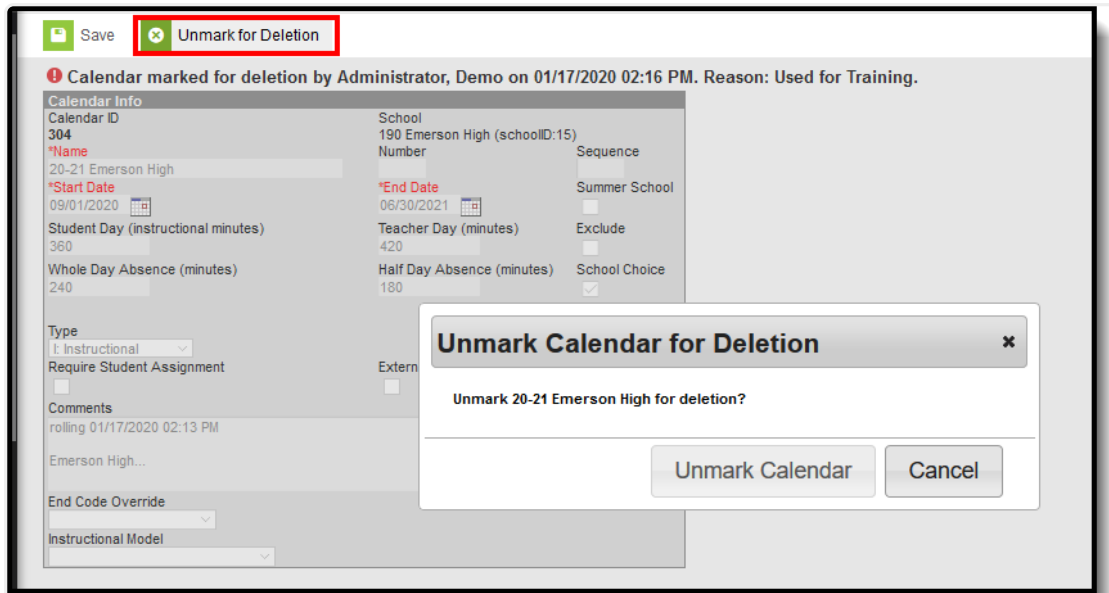 Save Unmark for Deletion
Calendar marked for deletion by Administrator, Demo on 01/17/2020 02:16 PM. Reason: Used for Training.
Calendar Info
Calendar ID School
304 190 Emerson High (schoolID:15)
*Name Number Sequence
20-21 Emerson High
*Start Date *End Date Summer School
09/01/2020 06/30/2021
Student Day (instructional minutes) Teacher Day (minutes) Exclude
360 420
Whole Day Absence (minutes) Half Day Absence (minutes) School Choice
240 180
Type
I: Instructional
Require Student Assignment Extern
Comments
rolling 01/17/2020 02:13 PM
Emerson High...
End Code Override
Instructional Model
Unmark Calendar for Deletion
Unmark 20-21 Emerson High for deletion?
Unmark Calendar Cancel